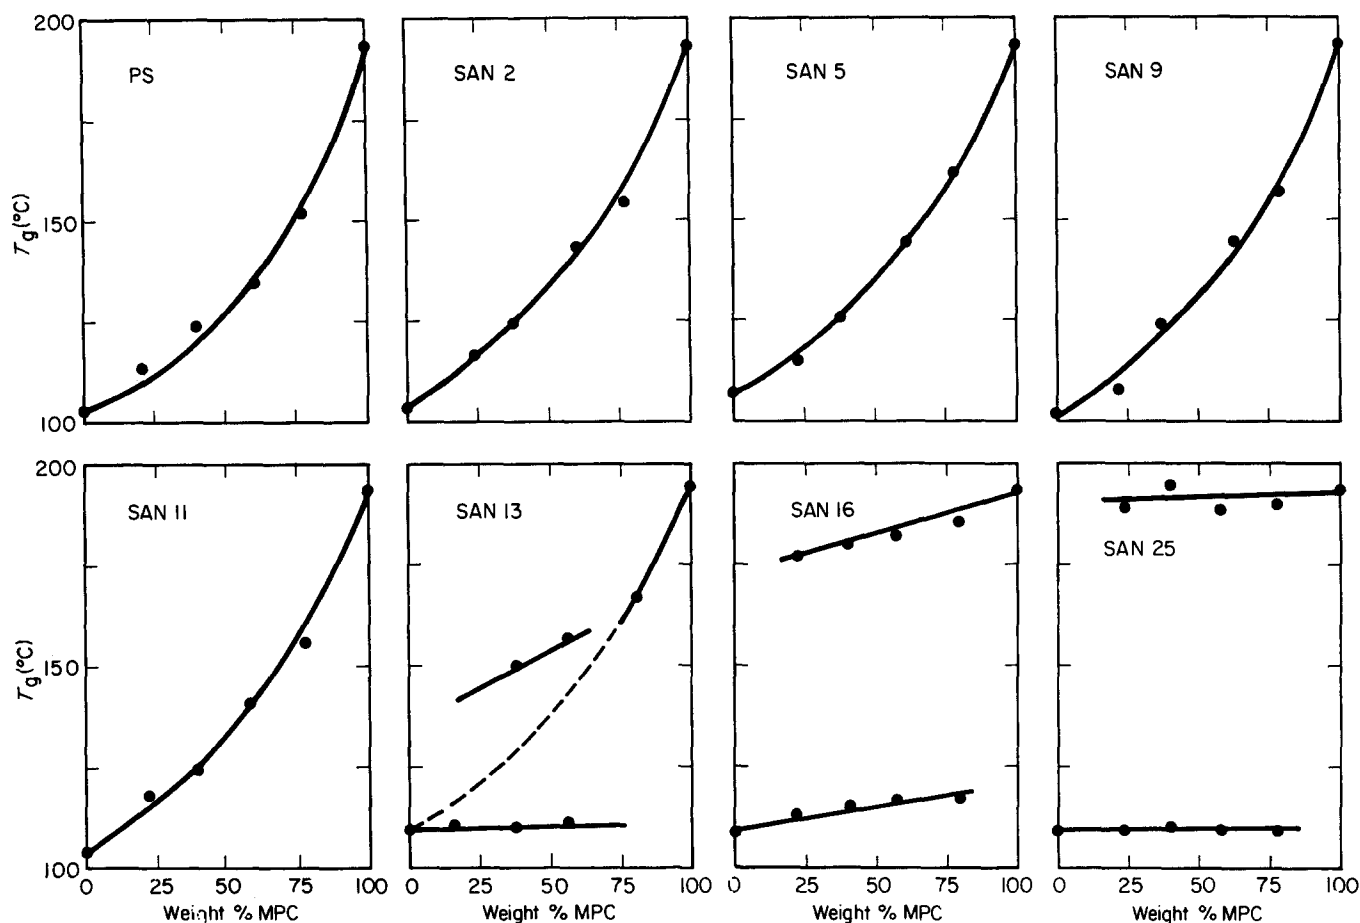 200
PS
SAN 2
SAN 5
SAN 9
Tg(°C)
150
100
200
SAN 11
SAN 13
SAN 16
SAN 25
Tg(°C)
150
100
0 25 50 75 100 0 25 50 75 100 0 25 50 75 100 0 25 50 75 100
Weight % MPC Weight % MPC Weight % MPC Weight % MPC